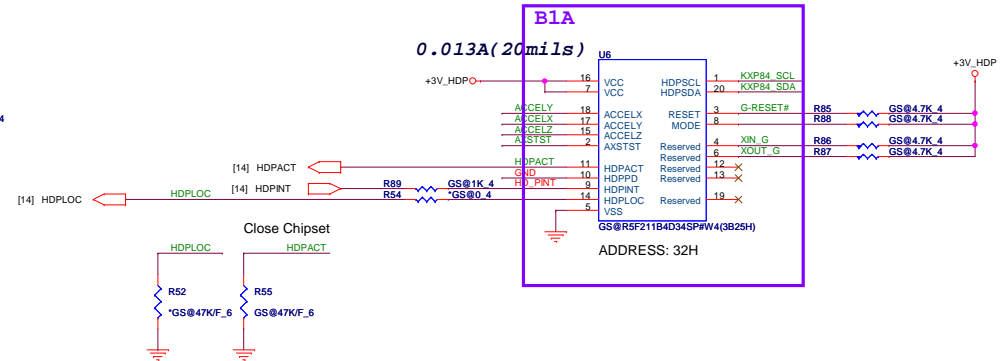 B1A
0.013A(20mils)
U6
+3V_HDP
+3V_HDP
16 VCC HDPSCL 1 KXP84_SCL
7 VCC HDPSDA 20 KXP84_SDA
ACCELY 18 ACCELX RESET 3 G-RESET# R85 GS@4.7K_4
ACCELX 17 ACCELY MODE 8 R88 GS@4.7K_4
ACCELZ 15 ACCELZ
AXSTST 2 AXSTST Reserved 4 XIN_G R86 GS@4.7K_4
Reserved 6 XOUT_G R87 GS@4.7K_4
[14] HDPACT HDPACT 11 HDPACT Reserved 12
GND 10 HDPPD Reserved 13
[14] HDPINT R89 GS@1K_4 HD_PINT 9 HDPINT
[14] HDPLOC HDPLOC R54 *GS@0_4 14 HDPLOC Reserved 19
5 VSS
GS@R5F211B4D34SP#W4(3B25H)
ADDRESS: 32H
Close Chipset
HDPLOC HDPACT
R52 R55
*GS@47K/F_6 GS@47K/F_6
4